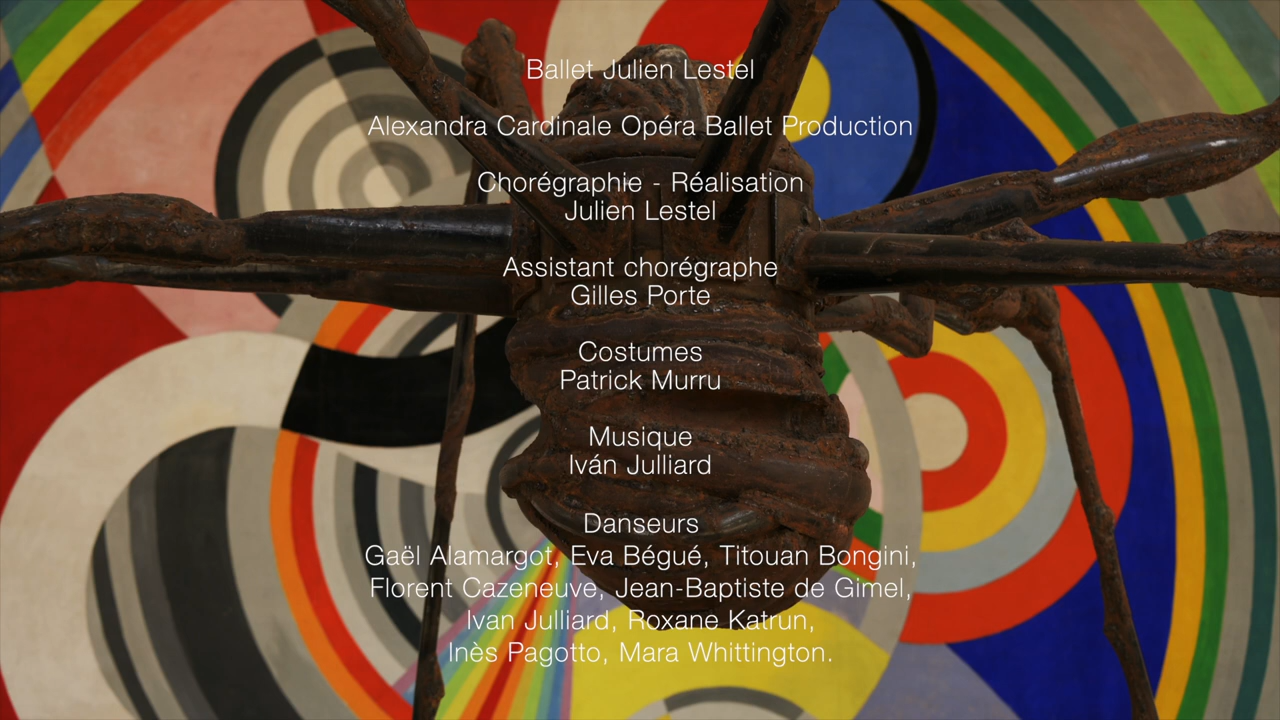 Ballet Julien Lestel
Alexandra Cardinale Opéra Ballet Production
Chorégraphie - Réalisation
Julien Lestel
Assistant chorégraphe
Gilles Porte
Costumes
Patrick Murru
Musique
Iván Julliard
Danseurs
Gaël Alamargot, Eva Bégué, Titouan Bongini,
Florent Cazeneuve, Jean-Baptiste de Gimel,
Ivan Julliard, Roxane Katrun,
Inès Pagotto, Mara Whittington.